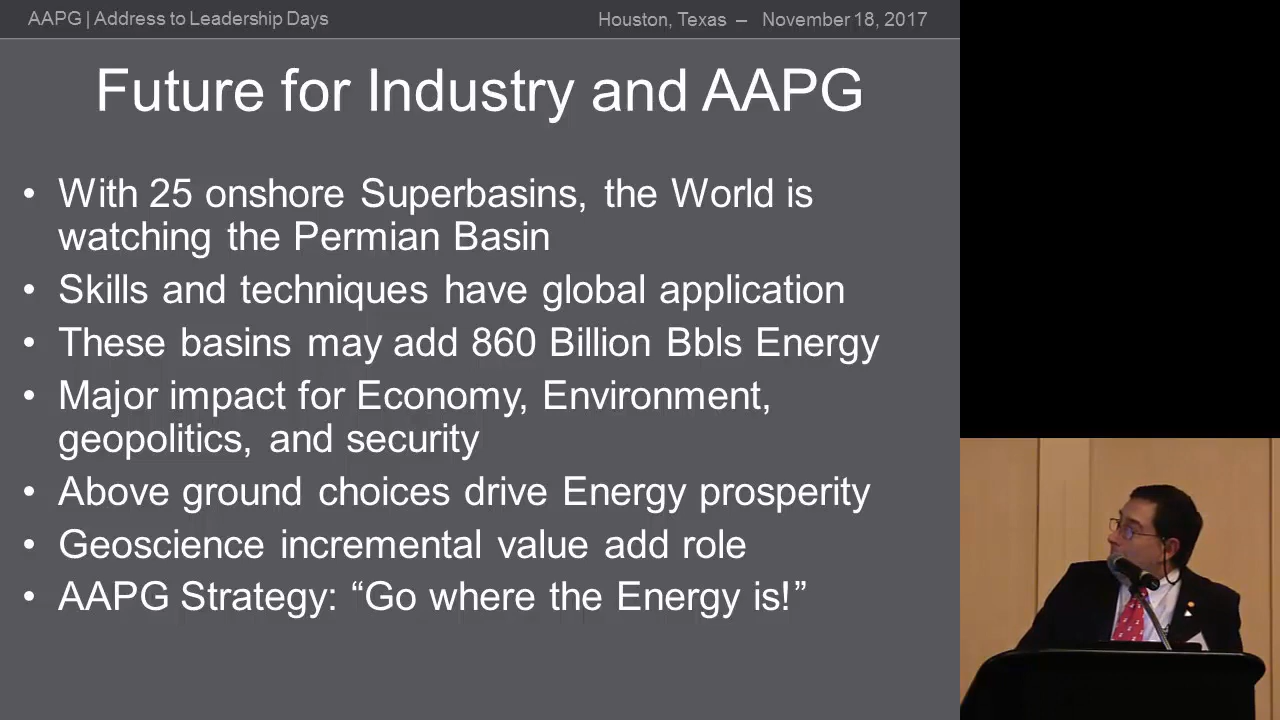 AAPG | Address to Leadership Days
Houston, Texas – November 18, 2017
Future for Industry and AAPG
• With 25 onshore Superbasins, the World is
watching the Permian Basin
• Skills and techniques have global application
• These basins may add 860 Billion Bbls Energy
• Major impact for Economy, Environment,
geopolitics, and security
• Above ground choices drive Energy prosperity
• Geoscience incremental value add role
• AAPG Strategy: “Go where the Energy is!”